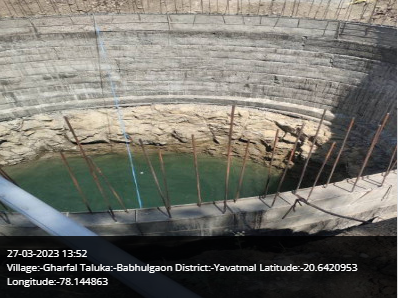 27-03-2023 13:52
Village:-Gharfal Taluka:-Babhulgaon District:-Yavatmal Latitude:-20.6420953
Longitude:-78.144863